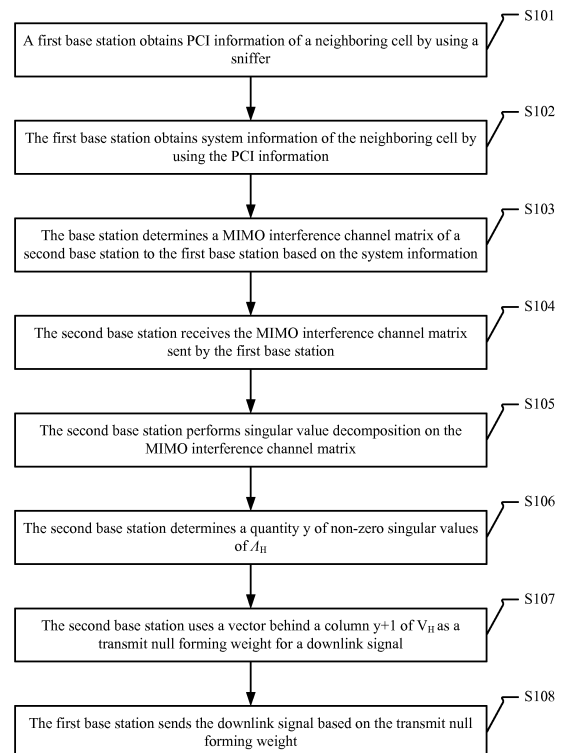 S101
A first base station obtains PCI information of a neighboring cell by using a
sniffer
S102
The first base station obtains system information of the neighboring cell by
using the PCI information
S103
The base station determines a MIMO interference channel matrix of a
second base station to the first base station based on the system information
S104
The second base station receives the MIMO interference channel matrix
sent by the first base station
S105
The second base station performs singular value decomposition on the
MIMO interference channel matrix
S106
The second base station determines a quantity y of non-zero singular values
of ΛH
S107
The second base station uses a vector behind a column y+1 of VH as a
transmit null forming weight for a downlink signal
S108
The first base station sends the downlink signal based on the transmit null
forming weight